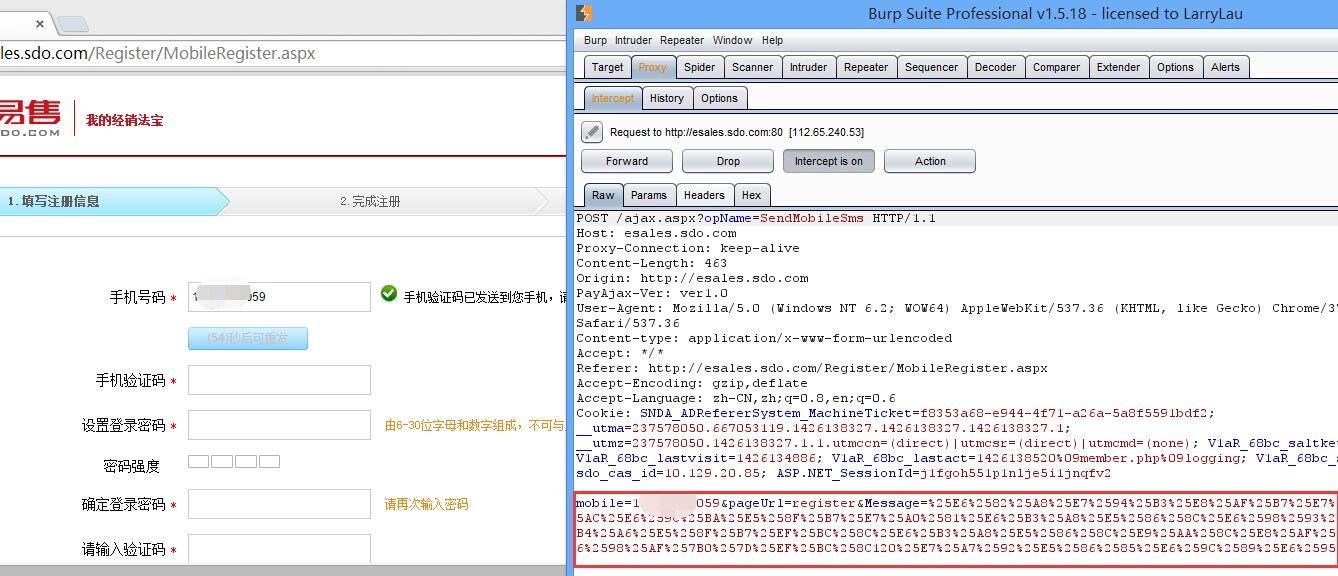 les.sdo.com/Register/MobileRegister.aspx
易售
DO.COM
我的经销法宝
1.填写注册信息
2.完成注册
手机号码 *
059
手机验证码已发送到您手机,
(54)秒后可重发
手机验证码 *
设置登录密码 *
由6-30位字母和数字组成，不可与
密码强度
确定登录密码 *
请再次输入密码
请输入验证码 *
Burp Suite Professional v1.5.18 - licensed to LarryLau
Burp Intruder Repeater Window Help
Target Proxy Spider Scanner Intruder Repeater Sequencer Decoder Comparer Extender Options Alerts
Intercept History Options
Request to http://esales.sdo.com:80 [112.65.240.53]
Forward Drop Intercept is on Action
Raw Params Headers Hex
POST /ajax.aspx?opName=SendMobileSms HTTP/1.1
Host: esales.sdo.com
Proxy-Connection: keep-alive
Content-Length: 463
Origin: http://esales.sdo.com
PayAjax-Ver: ver1.0
User-Agent: Mozilla/5.0 (Windows NT 6.2; WOW64) AppleWebKit/537.36 (KHTML, like Gecko) Chrome/37
Safari/537.36
Content-type: application/x-www-form-urlencoded
Accept: */*
Referer: http://esales.sdo.com/Register/MobileRegister.aspx
Accept-Encoding: gzip,deflate
Accept-Language: zh-CN,zh;q=0.8,en;q=0.6
Cookie: SNDA_ADRefererSystem_MachineTicket=f8353a68-e944-4f71-a26a-5a8f5591bdf2;
__utma=237578050.667053119.1426138327.1426138327.1426138327.1;
__utmz=237578050.1426138327.1.1.utmccn=(direct)|utmcsr=(direct)|utmcmd=(none); V1aR_68bc_saltke
V1aR_68bc_lastvisit=1426134886; V1aR_68bc_lastact=1426138520%09member.php%09logging; V1aR_68bc_s
sdo_cas_id=10.129.20.85; ASP.NET_SessionId=j1fgoh551p1nlje5i1jnqfv2
mobile=1 059&pageUrl=register&Message=%25E6%2582%25A8%25E7%2594%25B3%25E8%25AF%25B7%25E7%
5AC%25E6%259C%25BA%25E5%258F%25B7%25E7%25A0%2581%25E6%25B3%25A8%25E5%2586%258C%25E6%2598%2593%2
B4%25A6%25E5%258F%25B7%25EF%25BC%258C%25E6%25B3%25A8%25E5%2586%258C%25E9%25AA%258C%25E8%25AF%25
6%2598%25AF%257B0%257D%25EF%25BC%258C120%25E7%25A7%2592%25E5%2586%2585%25E6%259C%2589%25E6%2595